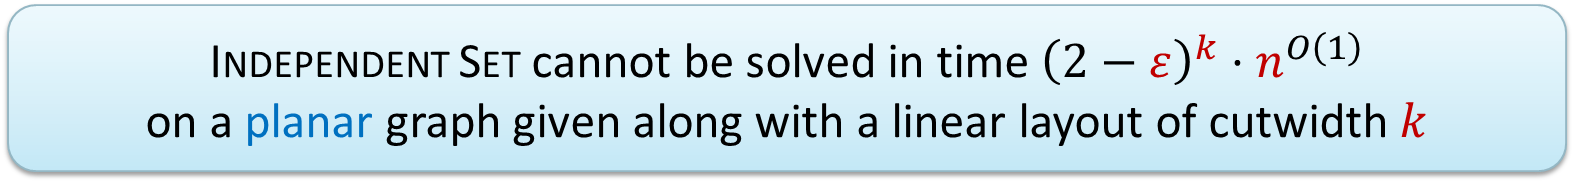 INDEPENDENT SET cannot be solved in time (2 − ε)^k · n^{O(1)}
on a planar graph given along with a linear layout of cutwidth k